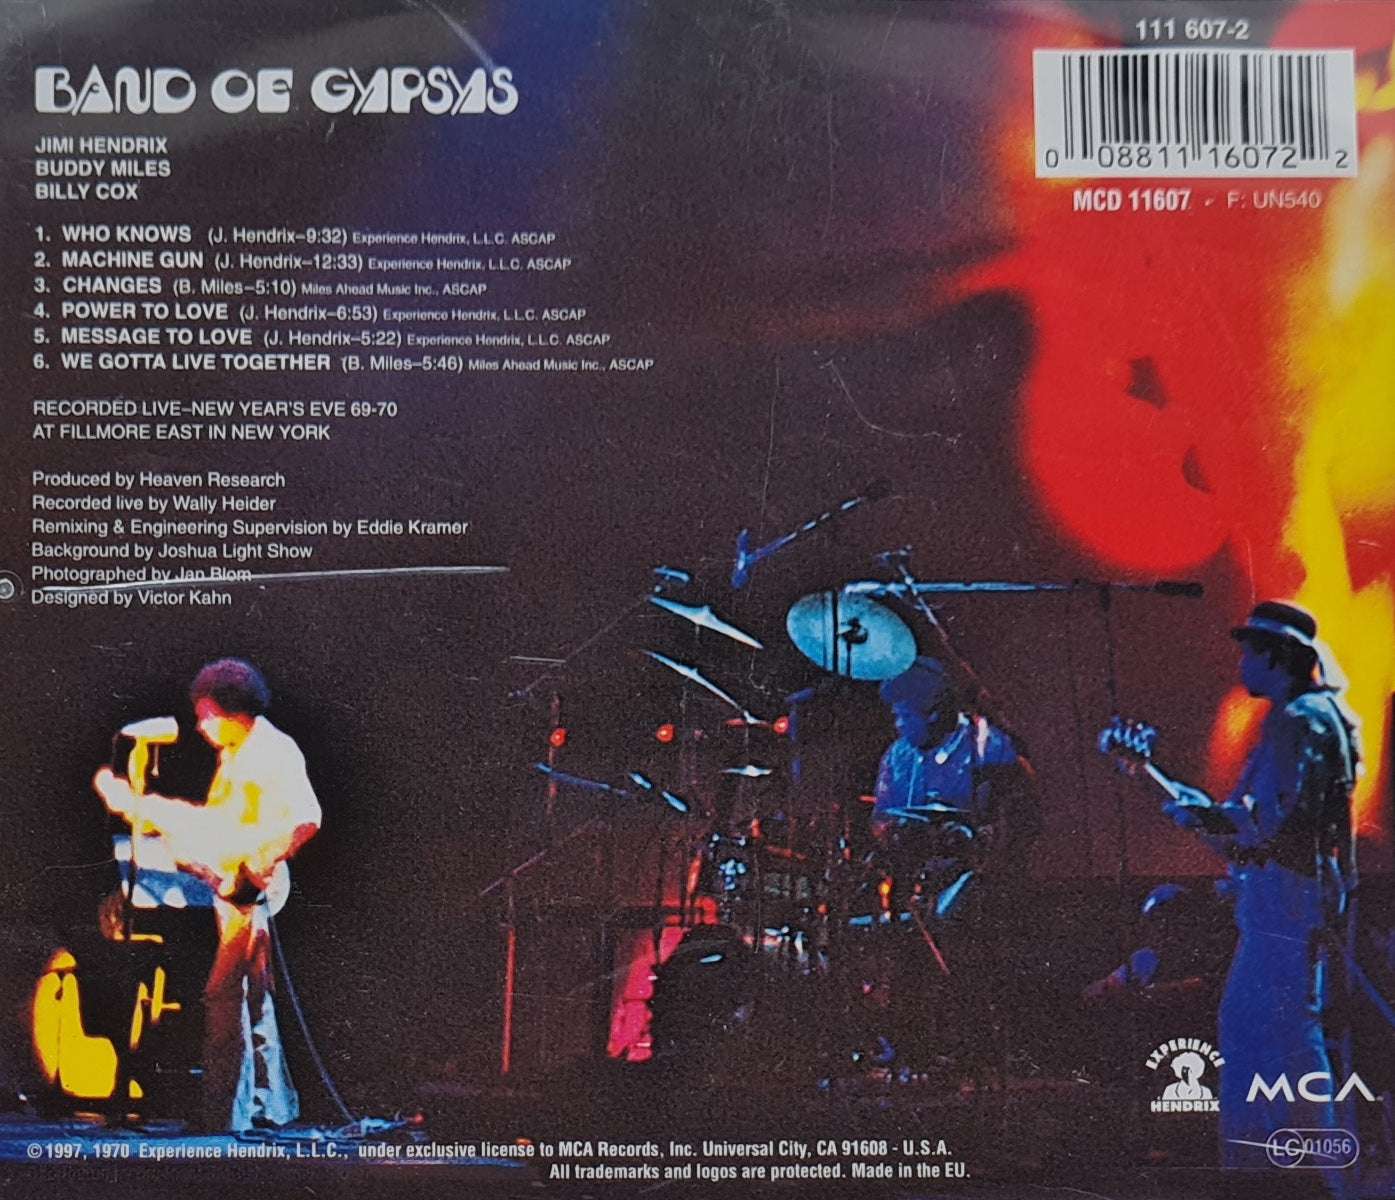 111 607-2
0 08811 16072 2
MCD 11607 - F: UN540
BAND OF GYPSYS
JIMI HENDRIX
BUDDY MILES
BILLY COX
1. WHO KNOWS (J. Hendrix–9:32) Experience Hendrix, L.L.C. ASCAP
2. MACHINE GUN (J. Hendrix–12:33) Experience Hendrix, L.L.C. ASCAP
3. CHANGES (B. Miles–5:10) Miles Ahead Music Inc., ASCAP
4. POWER TO LOVE (J. Hendrix–6:53) Experience Hendrix, L.L.C. ASCAP
5. MESSAGE TO LOVE (J. Hendrix–5:22) Experience Hendrix, L.L.C. ASCAP
6. WE GOTTA LIVE TOGETHER (B. Miles–5:46) Miles Ahead Music Inc., ASCAP
RECORDED LIVE–NEW YEAR'S EVE 69-70
AT FILLMORE EAST IN NEW YORK
Produced by Heaven Research
Recorded live by Wally Heider
Remixing & Engineering Supervision by Eddie Kramer
Background by Joshua Light Show
Photographed by Jan Blom
Designed by Victor Kahn
EXPERIENCE
HENDRIX
MCA
©1997, 1970 Experience Hendrix, L.L.C., under exclusive license to MCA Records, Inc. Universal City, CA 91608 - U.S.A.
All trademarks and logos are protected. Made in the EU.
LC 01056